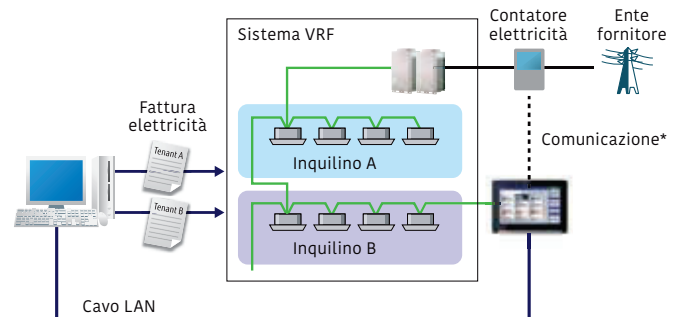 Sistema VRF
Contatore
elettricità
Ente
fornitore
Fattura
elettricità
Tenant A
Tenant B
Inquilino A
Inquilino B
Comunicazione*
Cavo LAN